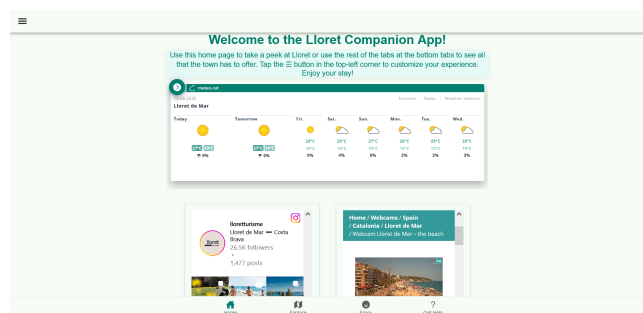 Welcome to the Lloret Companion App!
Use this home page to take a peek at Lloret or use the rest of the tabs at the bottom tabs to see all
that the town has to offer. Tap the ☰ button in the top-left corner to customize your experience.
Enjoy your stay!
meteo.cat
Forecasts Radar Weather stations
Lloret de Mar
Today Tomorrow Fri. Sat. Sun. Mon. Tue. Wed.
9% 0% 0% 4% 0% 3% 3% 3%
lloretturisme
Lloret de Mar — Costa
Brava
26,5K followers
•
1,477 posts
lloret
Home / Webcams / Spain
/ Catalonia / Lloret de Mar
/ Webcam Lloret de Mar – the beach
Home Explore Enjoy Get Help